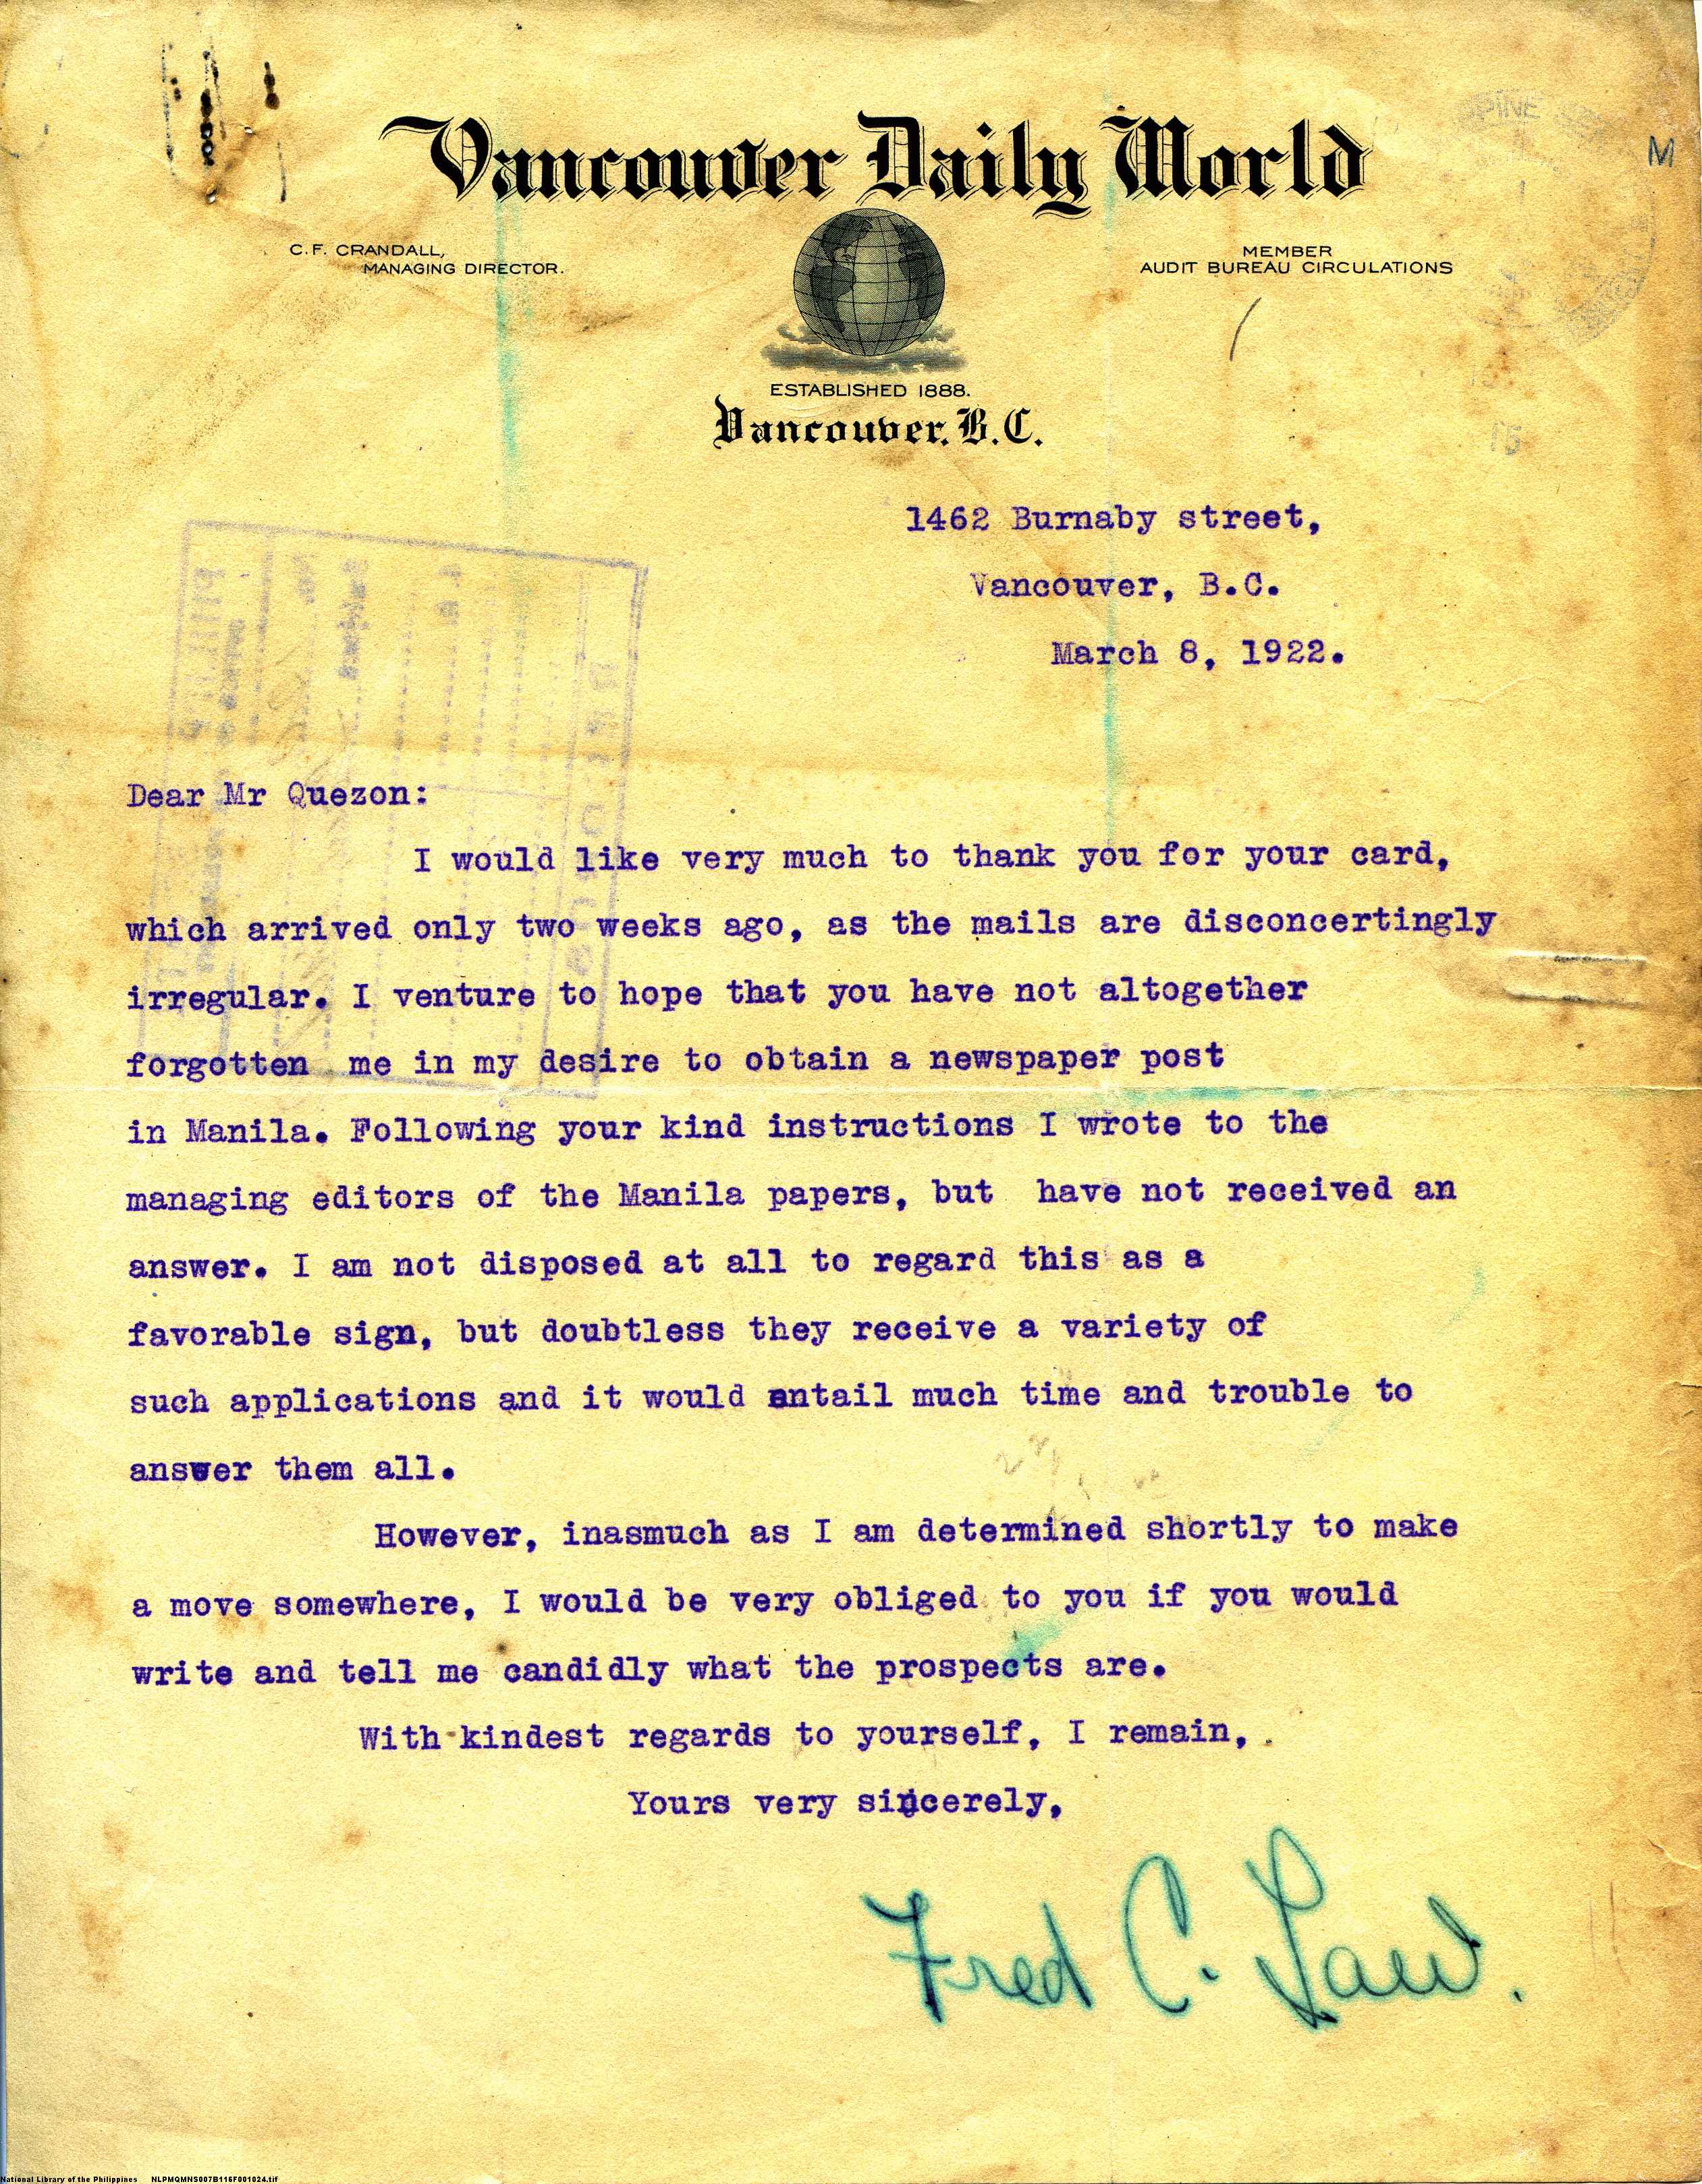 Vancouver Daily World
M
C.F. CRANDALL,
MANAGING DIRECTOR.
MEMBER
AUDIT BUREAU CIRCULATIONS
ESTABLISHED 1888.
Vancouver, B.C.
1462 Burnaby street,
Vancouver, B.C.
March 8, 1922.
Dear Mr Quezon:
I would like very much to thank you for your card,
which arrived only two weeks ago, as the mails are disconcertingly
irregular. I venture to hope that you have not altogether
forgotten me in my desire to obtain a newspaper post
in Manila. Following your kind instructions I wrote to the
managing editors of the Manila papers, but have not received an
answer. I am not disposed at all to regard this as a
favorable sign, but doubtless they receive a variety of
such applications and it would entail much time and trouble to
answer them all.
However, inasmuch as I am determined shortly to make
a move somewhere, I would be very obliged to you if you would
write and tell me candidly what the prospects are.
With kindest regards to yourself, I remain,
Yours very sincerely,
Fred C. Law.
National Library of the Philippines NLPMQMNS007B116F001024.tif